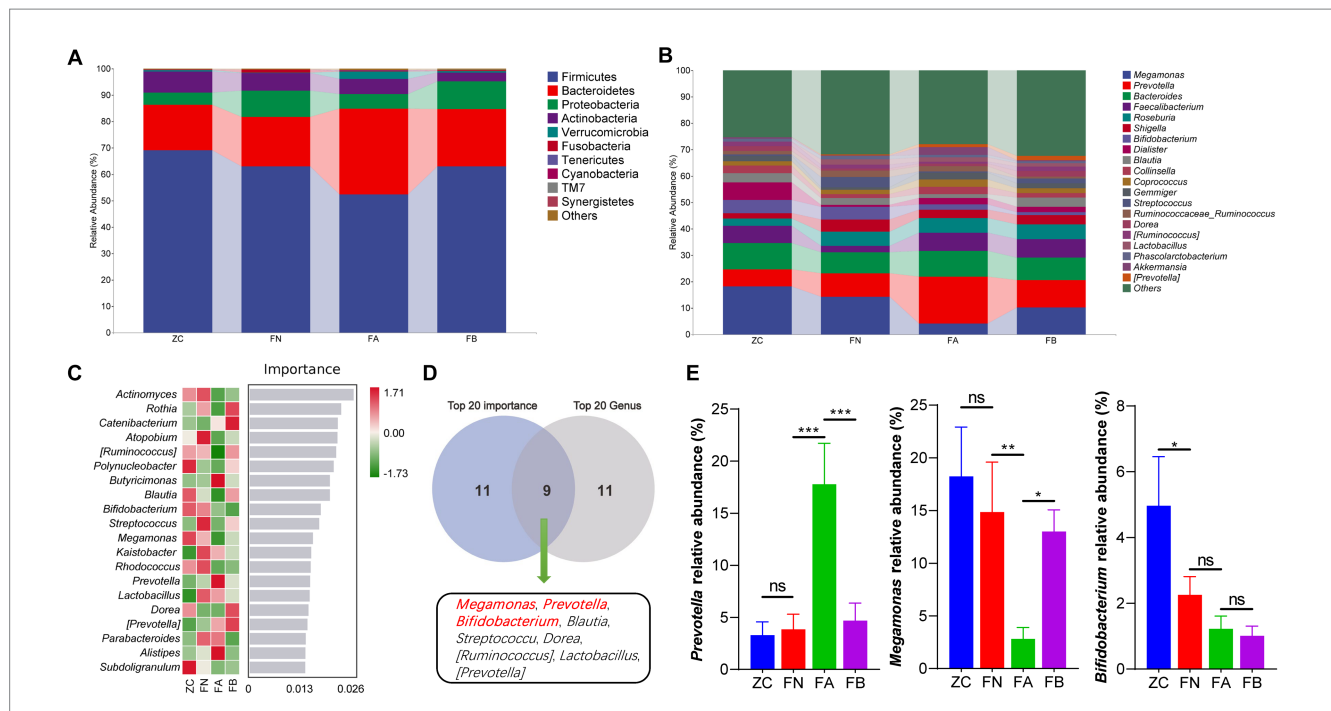 A
100
90
80
70
60
50
40
30
20
10
0
Relative Abundance (%)
ZC
FN
FA
FB
Firmicutes
Bacteroidetes
Proteobacteria
Actinobacteria
Verrucomicrobia
Fusobacteria
Tenericutes
Cyanobacteria
TM7
Synergistetes
Others
B
100
90
80
70
60
50
40
30
20
10
0
Relative Abundance (%)
ZC
FN
FA
FB
Megamonas
Prevotella
Bacteroides
Faecalibacterium
Roseburia
Shigella
Bifidobacterium
Dialister
Blautia
Collinsella
Coprococcus
Gemmiger
Streptococcus
Ruminococcaceae_Ruminococcus
Dorea
[Ruminococcus]
Lactobacillus
Phascolarctobacterium
Akkermansia
[Prevotella]
Others
C
Importance
Actinomyces
Rothia
Catenibacterium
Atopobium
[Ruminococcus]
Polynucleobacter
Butyricimonas
Blautia
Bifidobacterium
Streptococcus
Megamonas
Kaistobacter
Rhodococcus
Prevotella
Lactobacillus
Dorea
[Prevotella]
Parabacteroides
Alistipes
Subdoligranulum
ZC
FN
FA
FB
0
0.013
0.026
1.71
0.00
-1.73
D
Top 20 importance
Top 20 Genus
11
9
11
Megamonas, Prevotella,
Bifidobacterium, Blautia,
Streptococcu, Dorea,
[Ruminococcus], Lactobacillus,
[Prevotella]
E
Prevotella relative abundance (%)
25
20
15
10
5
0
ns
***
***
ZC
FN
FA
FB
Megamonas relative abundance (%)
25
20
15
10
5
0
ns
**
*
ZC
FN
FA
FB
Bifidobacterium relative abundance (%)
8
6
4
2
0
*
ns
ns
ZC
FN
FA
FB